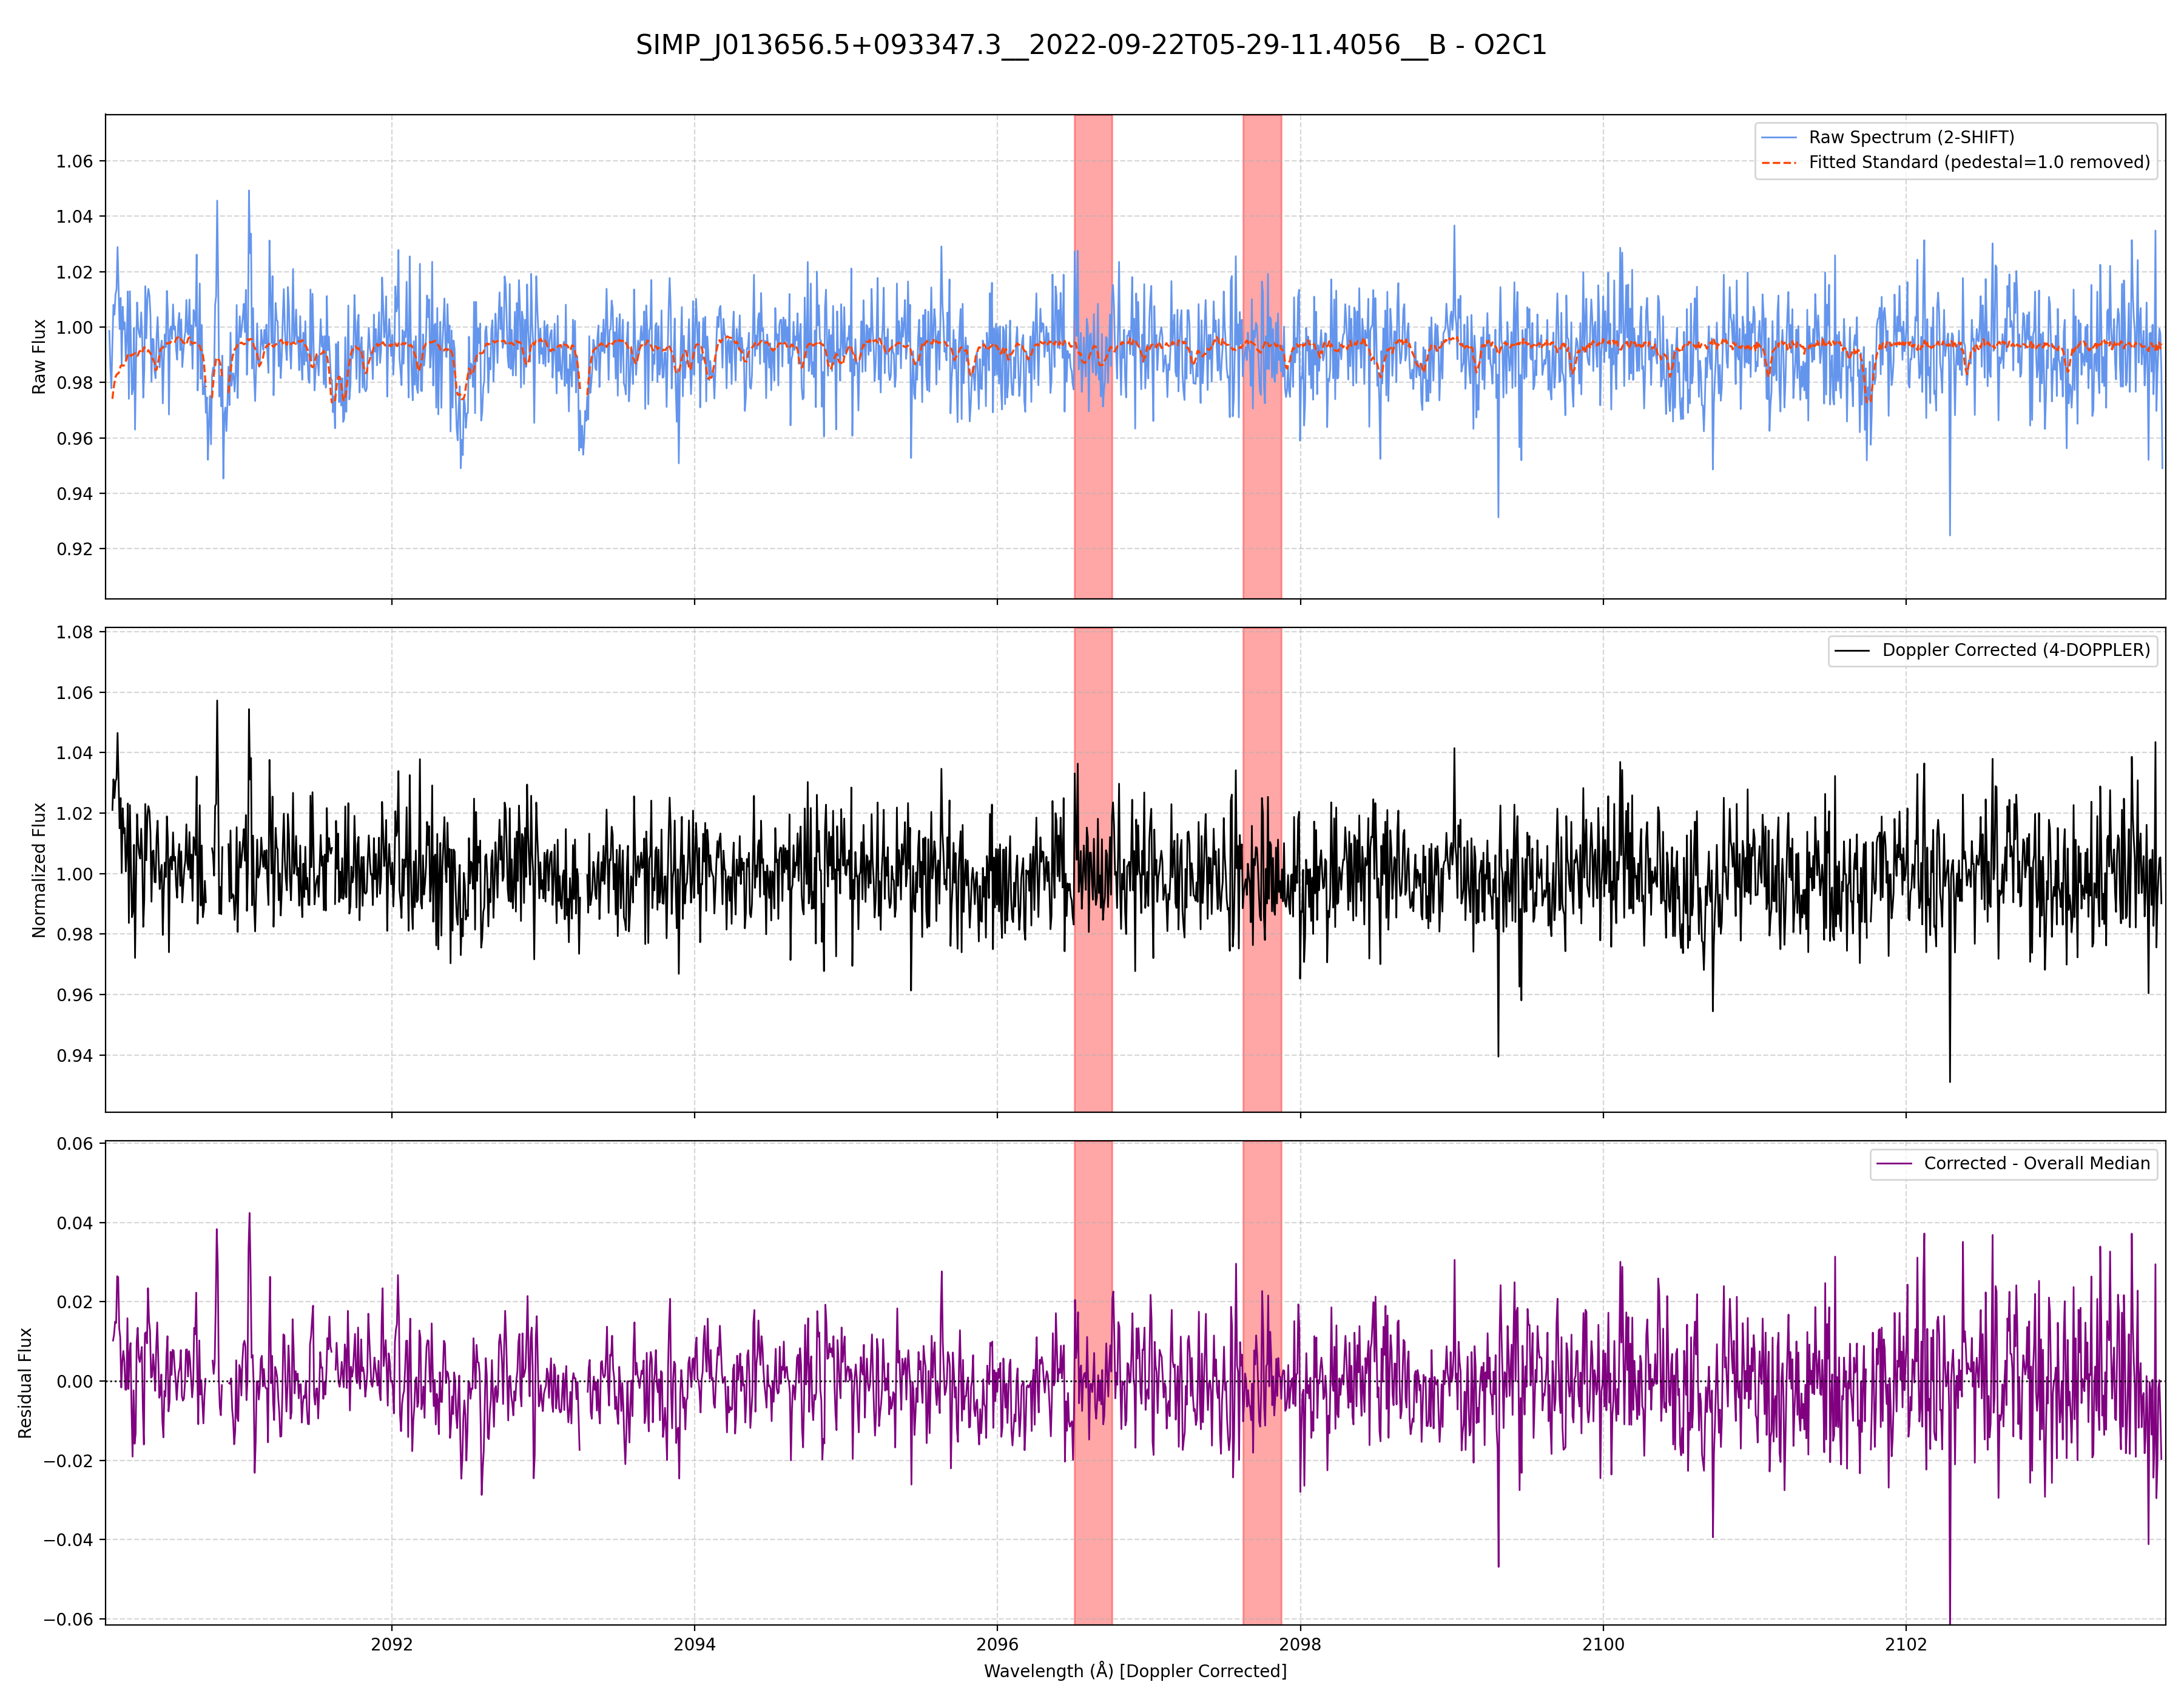 SIMP_J013656.5+093347.3__2022-09-22T05-29-11.4056__B - O2C1
Raw Spectrum (2-SHIFT)
Fitted Standard (pedestal=1.0 removed)
Raw Flux
1.06
1.04
1.02
1.00
0.98
0.96
0.94
0.92
Doppler Corrected (4-DOPPLER)
Normalized Flux
1.08
1.06
1.04
1.02
1.00
0.98
0.96
0.94
Corrected - Overall Median
Residual Flux
0.06
0.04
0.02
0.00
−0.02
−0.04
−0.06
2092 2094 2096 2098 2100 2102
Wavelength (Å) [Doppler Corrected]